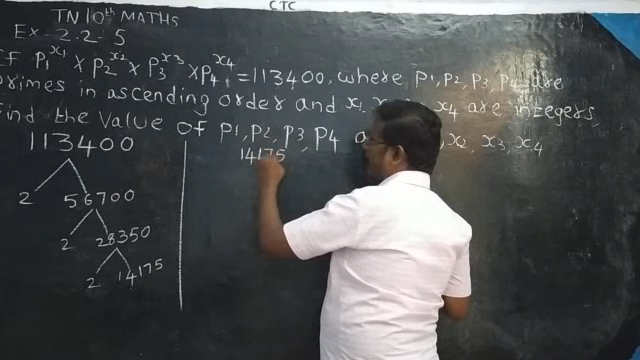 CTC
TN 10th MATHS
Ex 2.2-5
If p1^x1 × p2^x2 × p3^x3 × p4^x4 = 113400, where p1, p2, p3, p4 are
primes in ascending order and x1, x4 are integers,
Find the value of p1, p2, p3, p4 , x2, x3, x4
113400
14175
2 56700
2 28350
2 14175